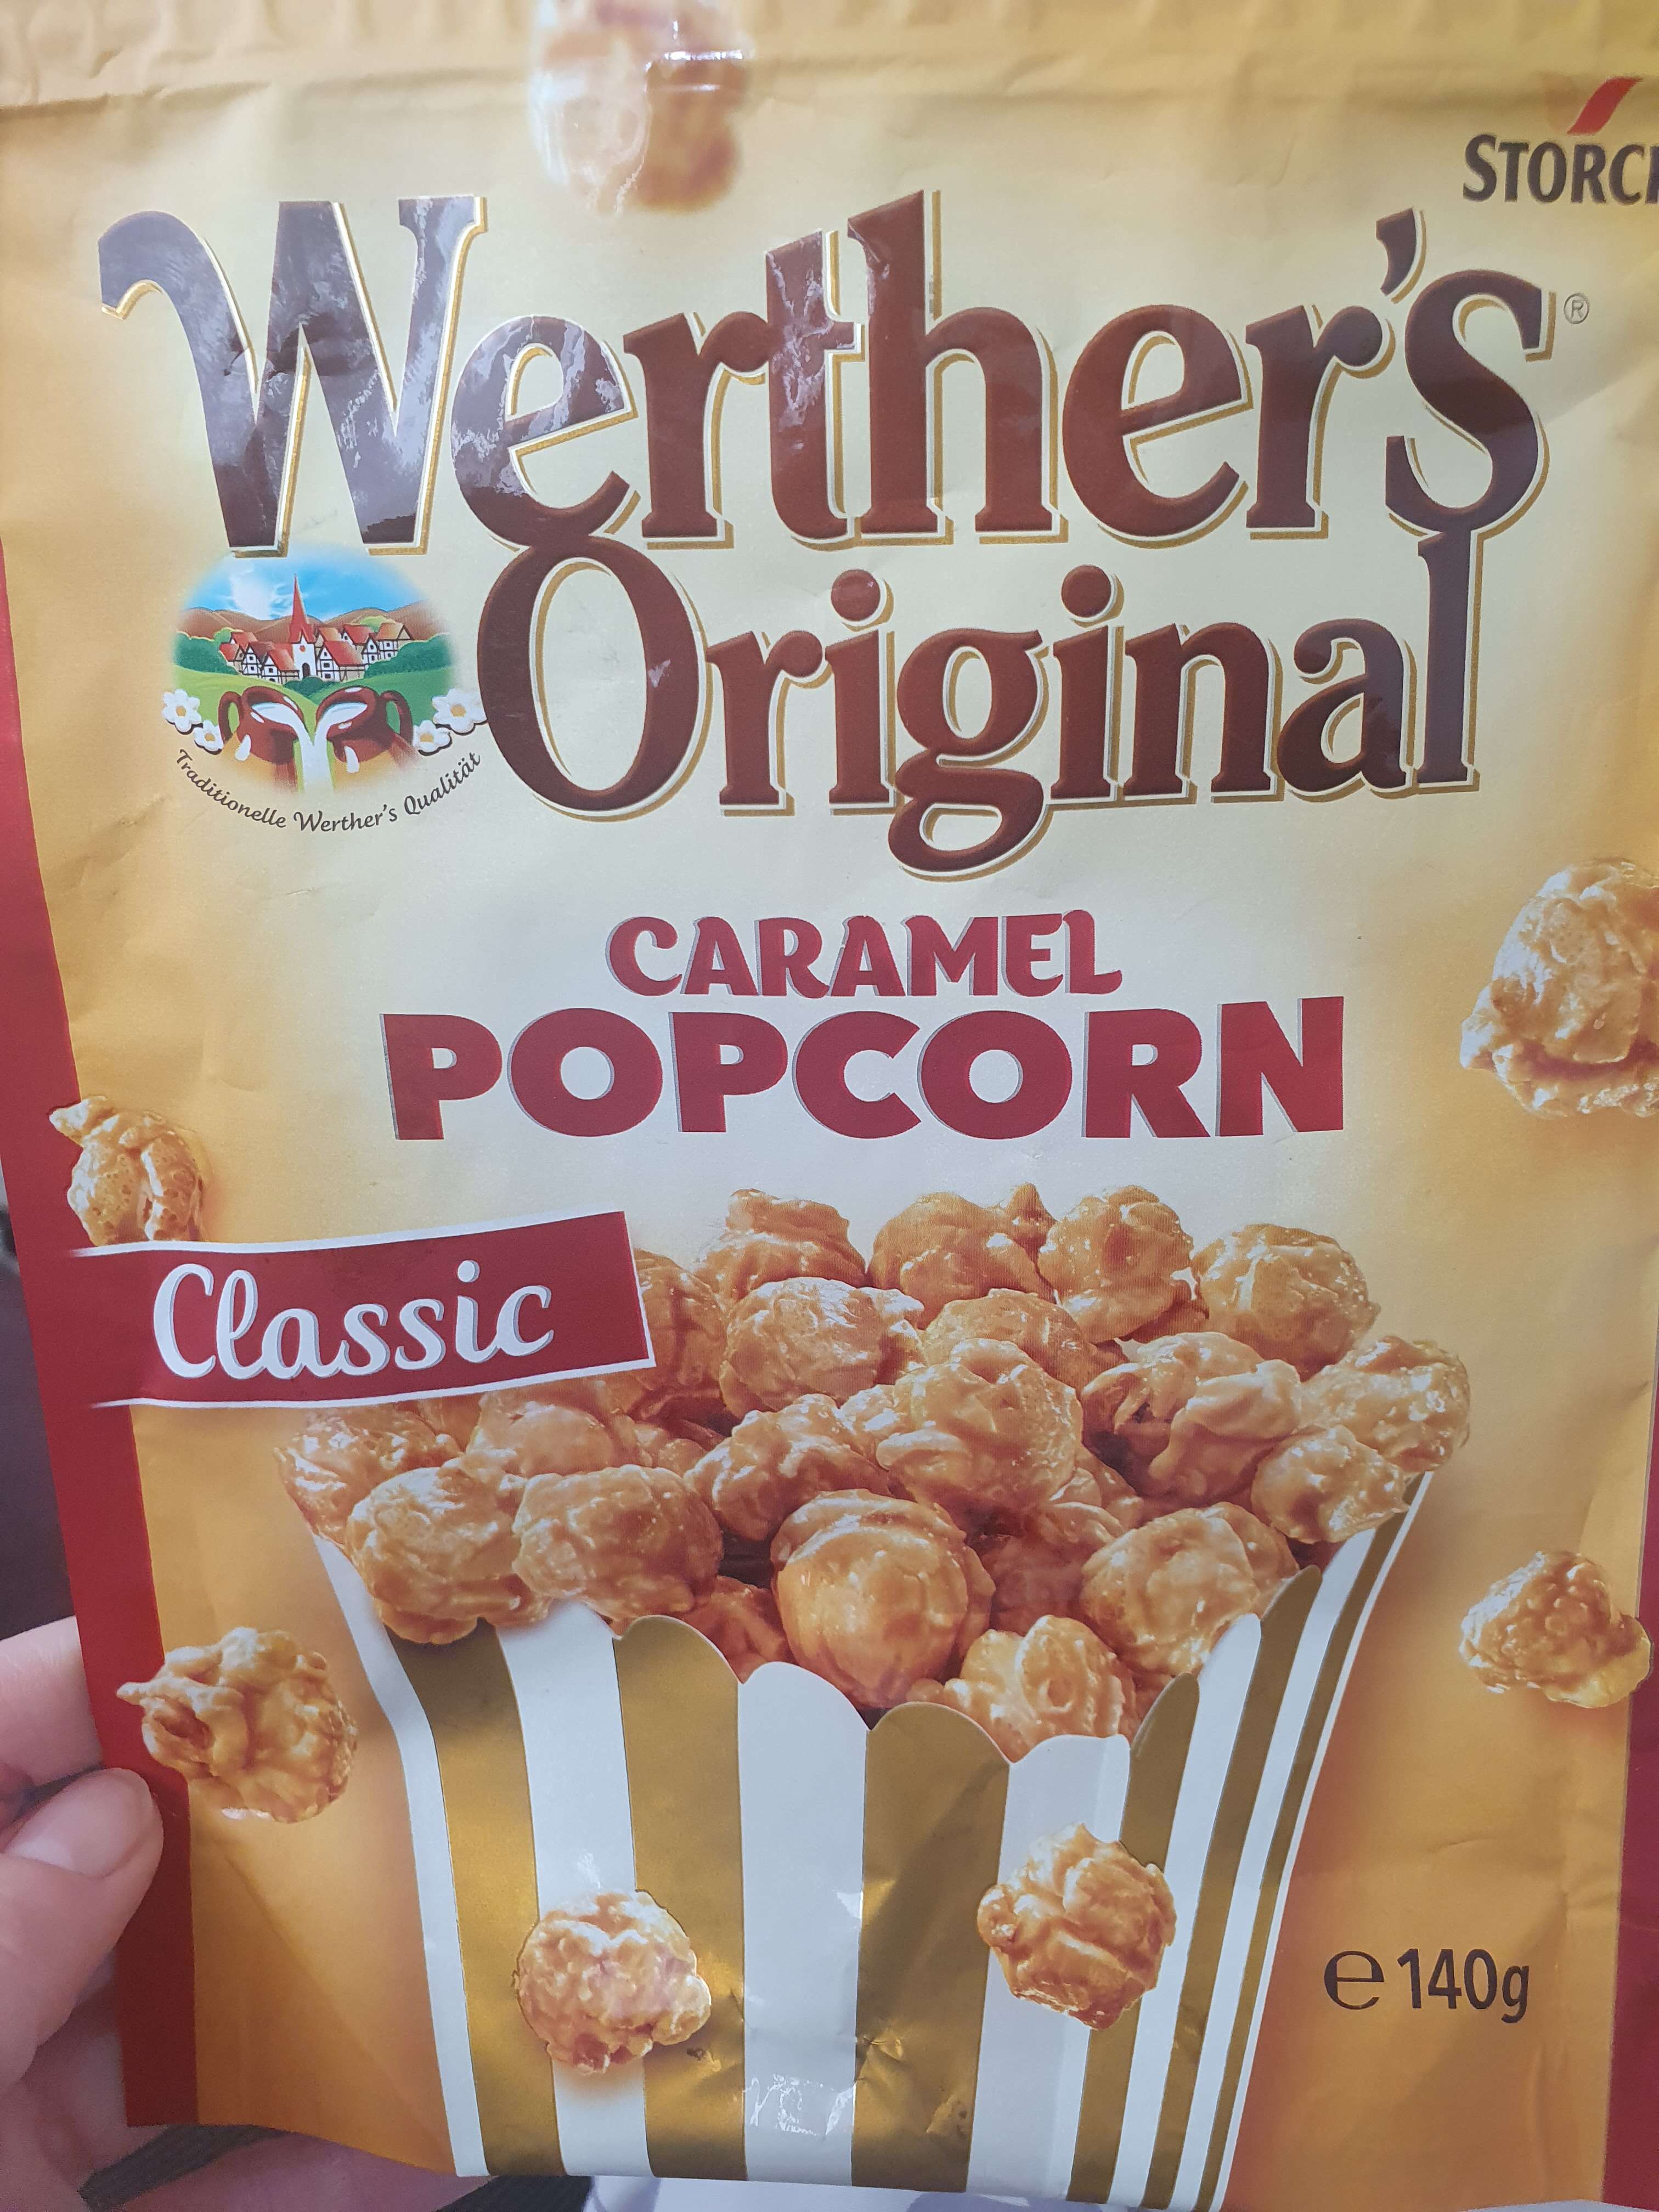 STORCK
Werther's
®
Original
Traditionelle Werther's Qualität
CARAMEL
POPCORN
Classic
e 140g